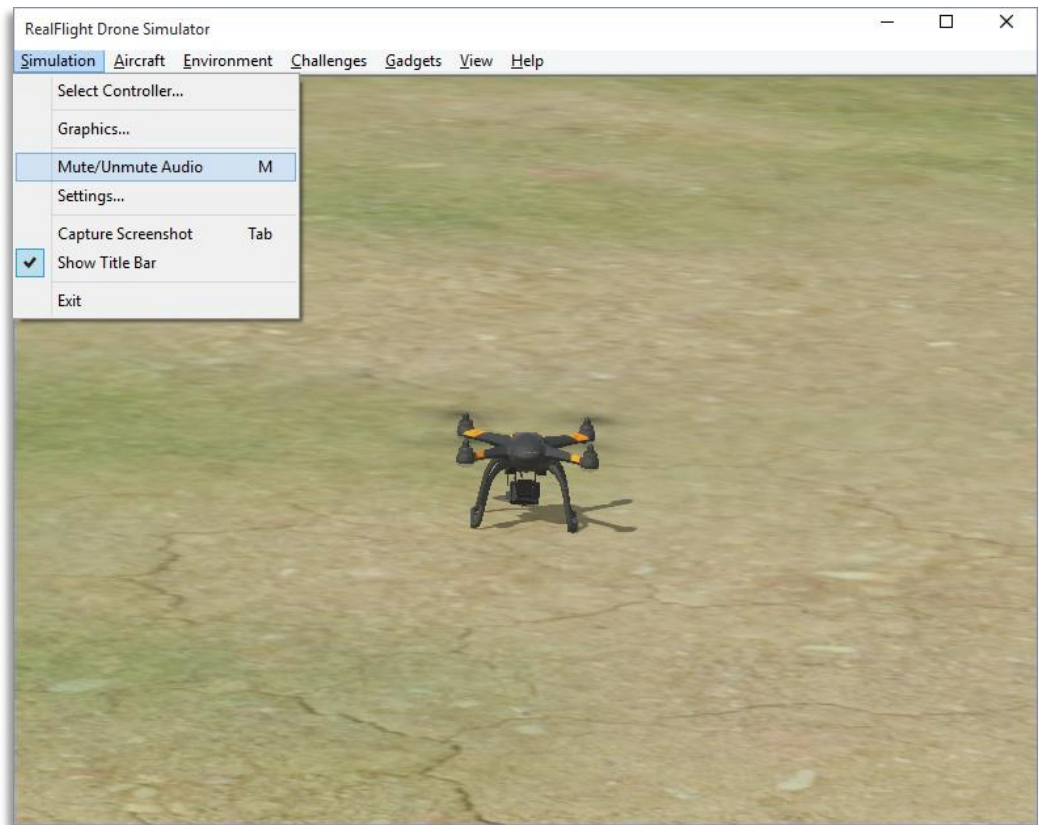 RealFlight Drone Simulator
Simulation Aircraft Environment Challenges Gadgets View Help
Select Controller...
Graphics...
Mute/Unmute Audio M
Settings...
Capture Screenshot Tab
Show Title Bar
Exit